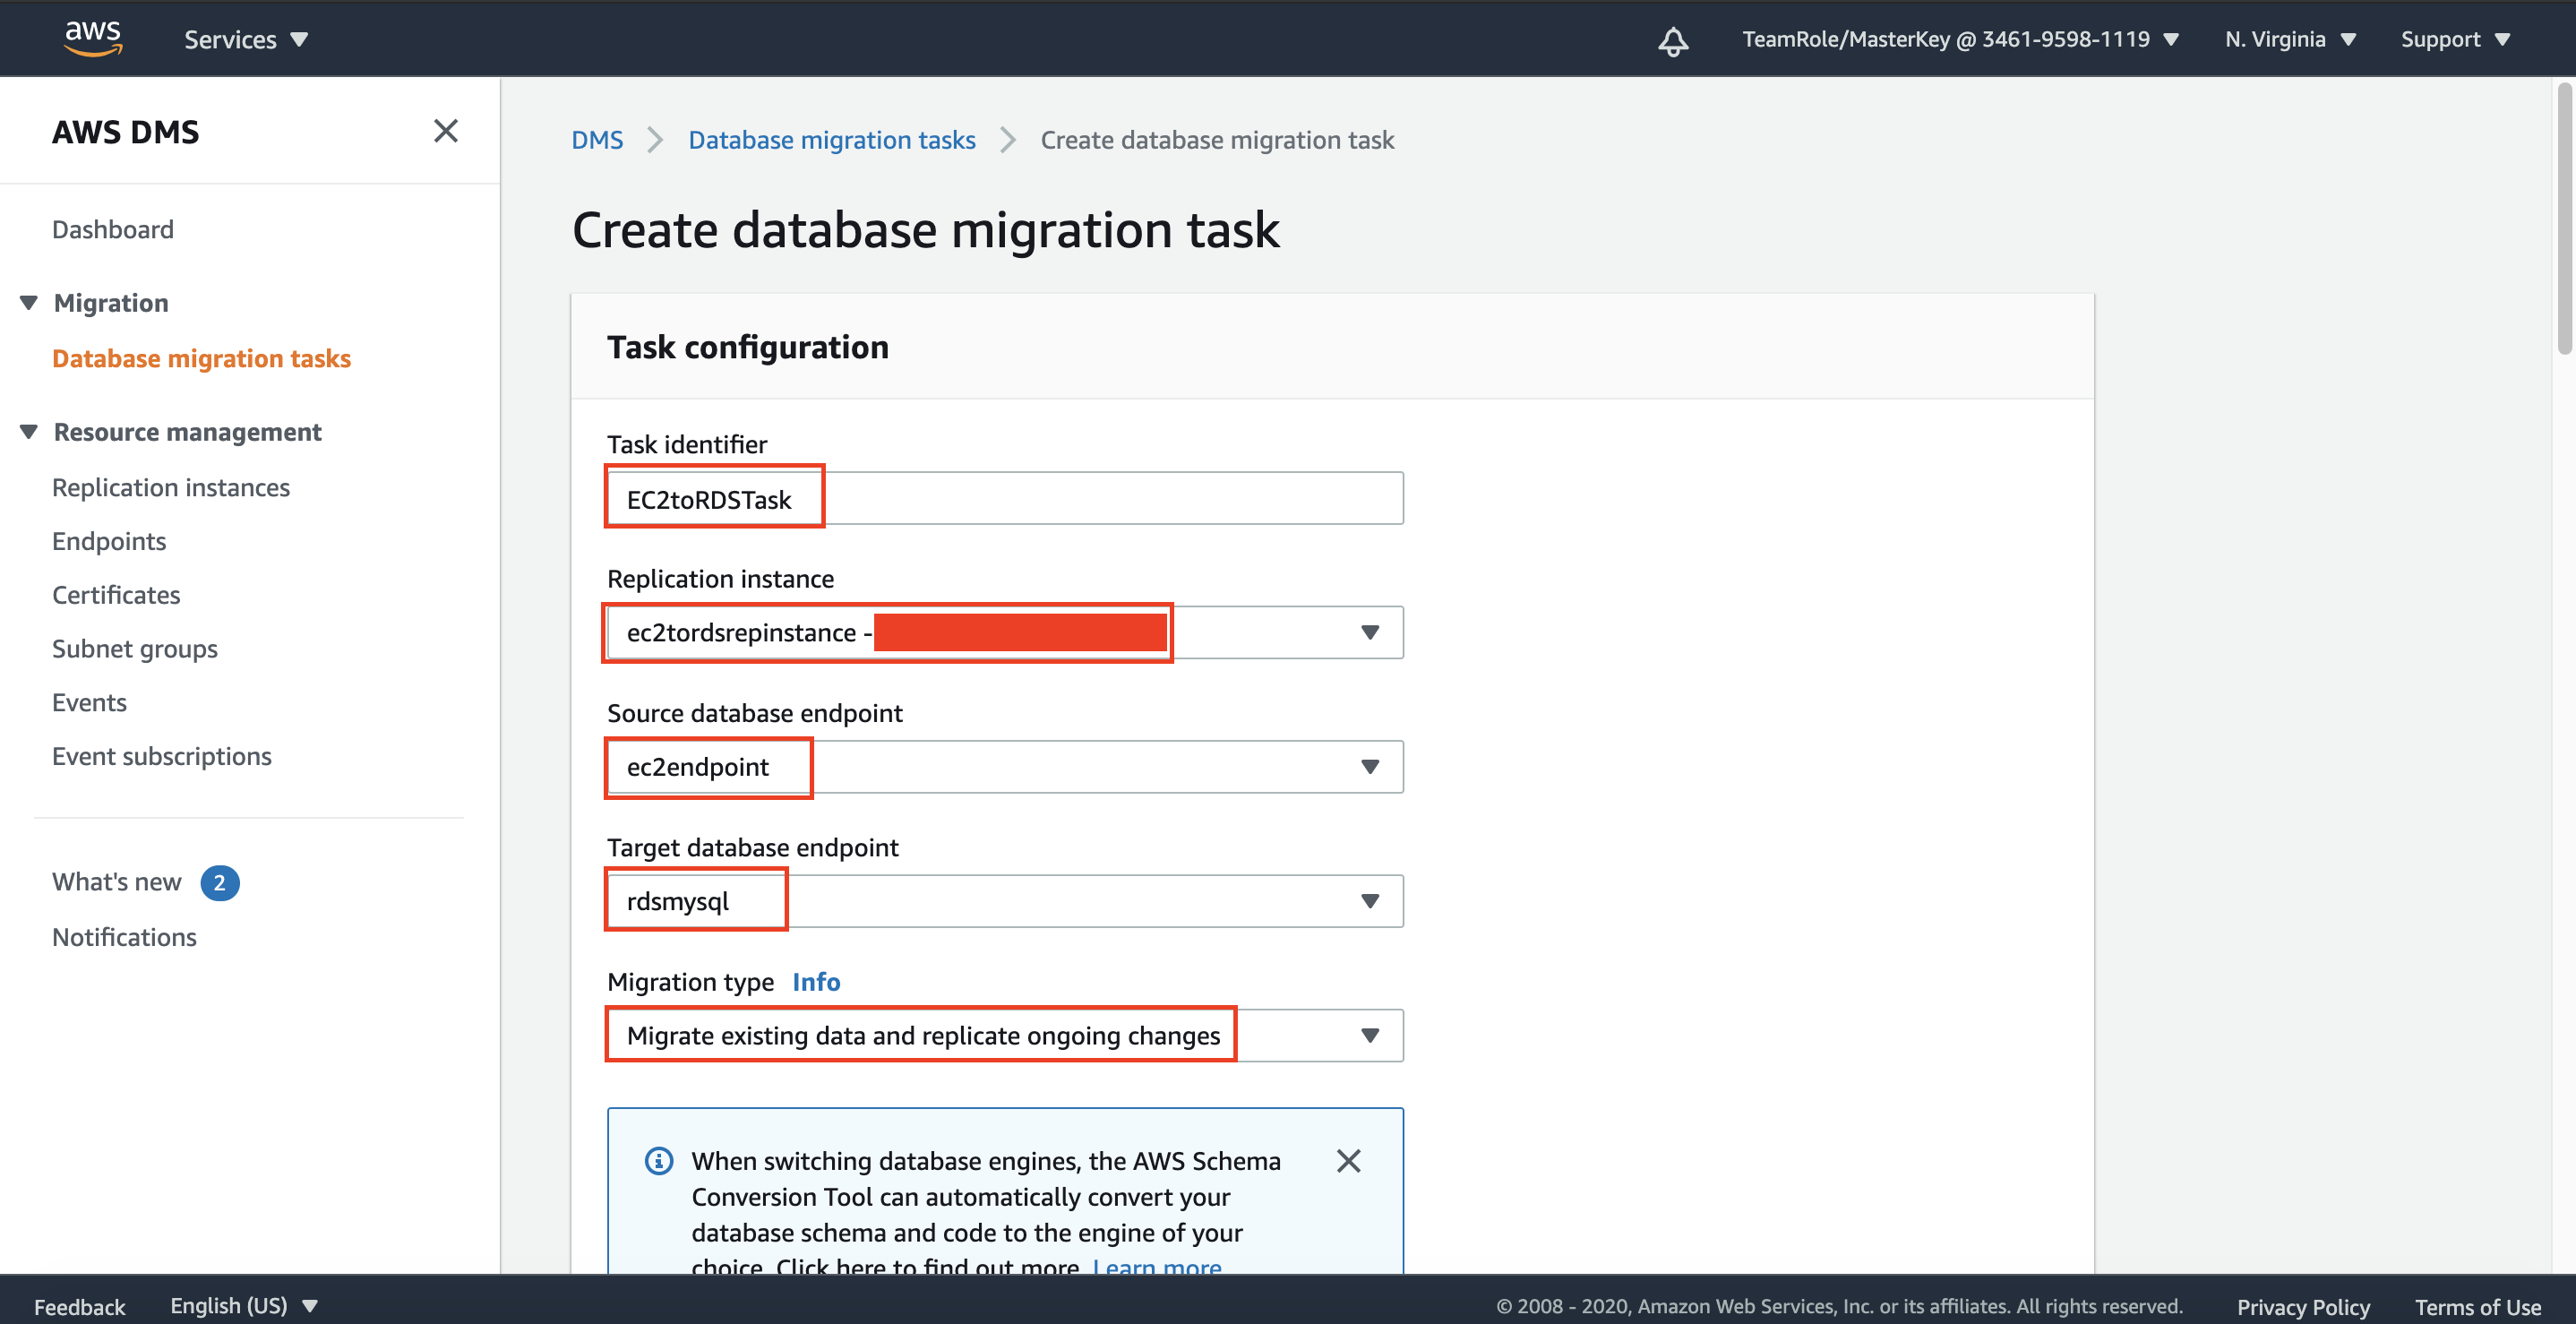 aws
Services
TeamRole/MasterKey @ 3461-9598-1119
N. Virginia
Support
AWS DMS
Dashboard
Migration
Database migration tasks
Resource management
Replication instances
Endpoints
Certificates
Subnet groups
Events
Event subscriptions
What's new 2
Notifications
DMS
Database migration tasks
Create database migration task
Create database migration task
Task configuration
Task identifier
EC2toRDSTask
Replication instance
ec2tordsrepinstance -
Source database endpoint
ec2endpoint
Target database endpoint
rdsmysql
Migration type Info
Migrate existing data and replicate ongoing changes
When switching database engines, the AWS Schema
Conversion Tool can automatically convert your
database schema and code to the engine of your
choice. Click here to find out more. Learn more
Feedback
English (US)
© 2008 - 2020, Amazon Web Services, Inc. or its affiliates. All rights reserved.
Privacy Policy
Terms of Use